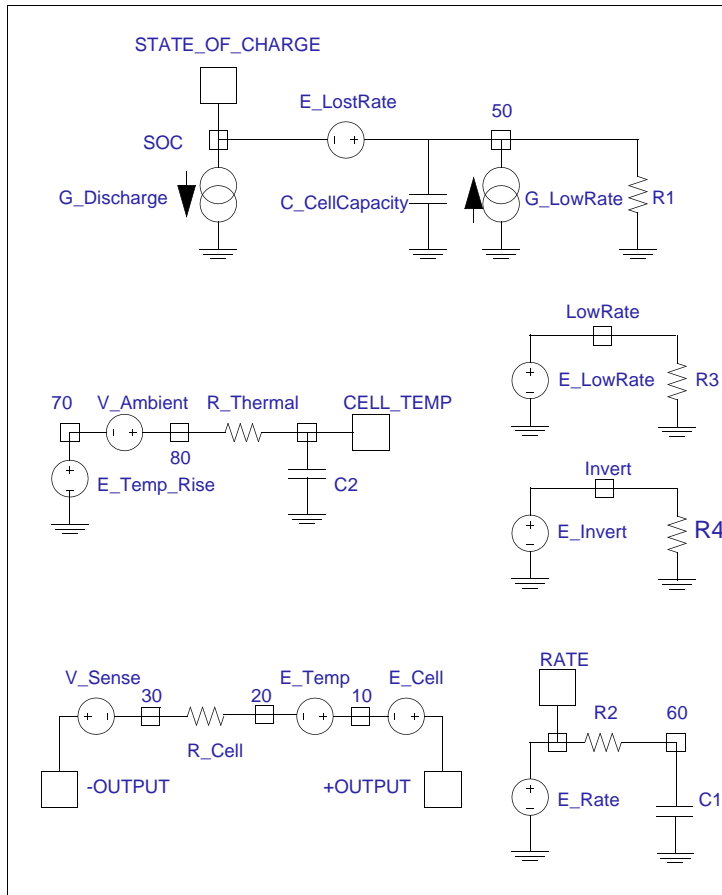 STATE_OF_CHARGE
E_LostRate
50
SOC
G_Discharge
C_CellCapacity
G_LowRate
R1
LowRate
E_LowRate
R3
70
V_Ambient
R_Thermal
CELL_TEMP
80
E_Temp_Rise
C2
Invert
E_Invert
R4
V_Sense
30
20
E_Temp
10
E_Cell
R_Cell
-OUTPUT
+OUTPUT
RATE
R2
60
E_Rate
C1